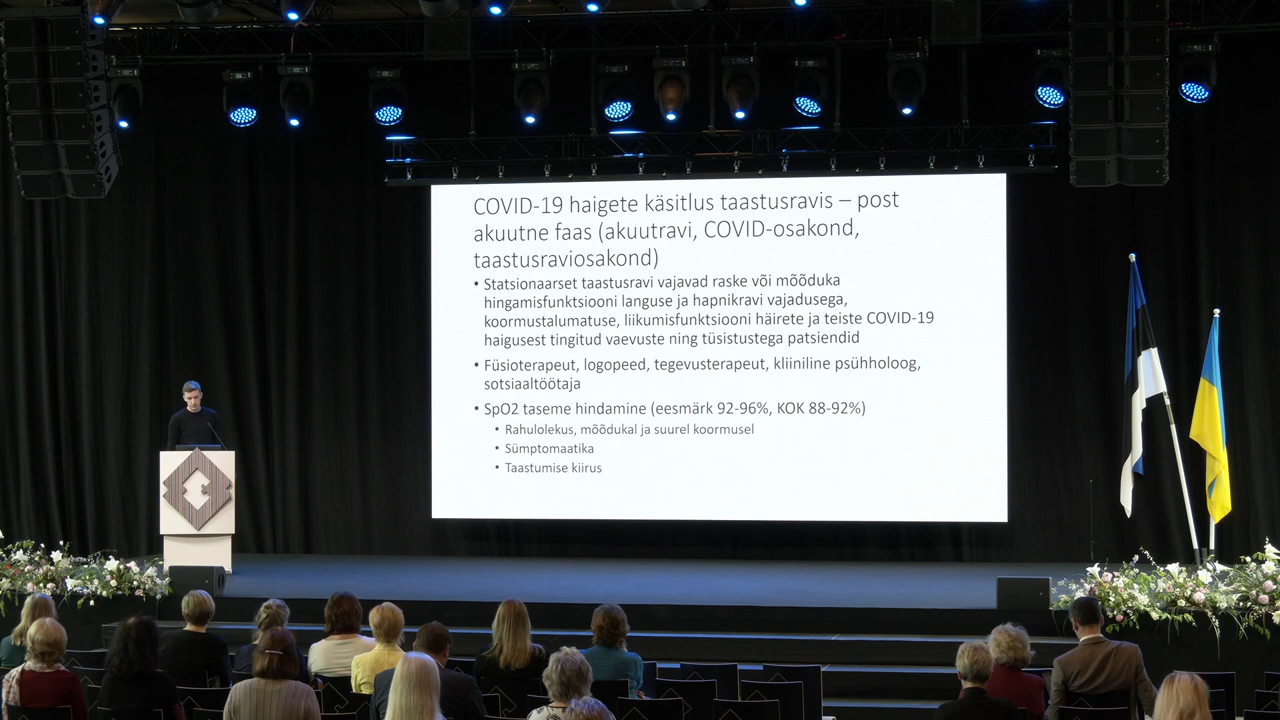 COVID-19 haigete käsitlus taastusravis – post
akuutne faas (akuutravi, COVID-osakond,
taastusraviosakond)
• Statsionaarset taastusravi vajavad raske või mõõduka
hingamisfunktsiooni languse ja hapnikravi vajadusega,
koormustalumatuse, liikumisfunktsiooni häirete ja teiste COVID-19
haigusest tingitud vaevuste ning tüsistustega patsiendid
• Füsioterapeut, logopeed, tegevusterapeut, kliiniline psühholoog,
sotsiaaltöötaja
• SpO2 taseme hindamine (eesmärk 92-96%, KOK 88-92%)
• Rahulolekus, mõõdukal ja suurel koormusel
• Sümptomaatika
• Taastumise kiirus